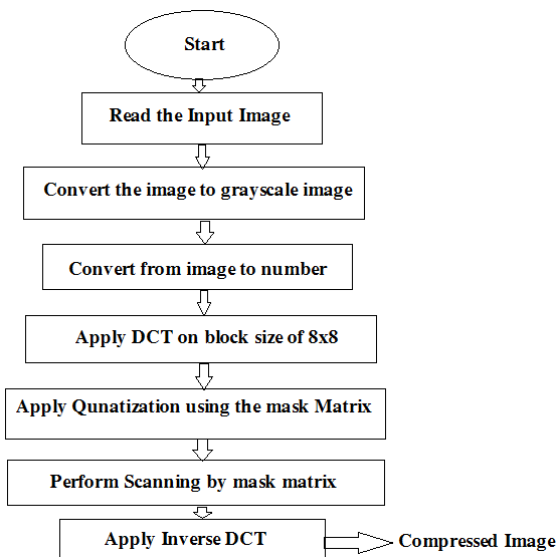 Start
Read the Input Image
Convert the image to grayscale image
Convert from image to number
Apply DCT on block size of 8x8
Apply Qunatization using the mask Matrix
Perform Scanning by mask matrix
Apply Inverse DCT
Compressed Image